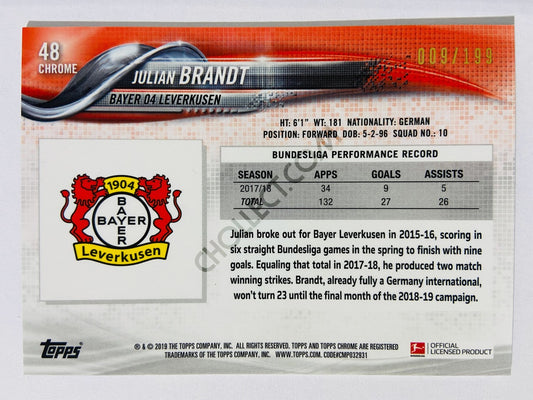 48
CHROME
JULIAN BRANDT
009/199
BAYER 04 LEVERKUSEN
HT: 6'1" WT: 181 NATIONALITY: GERMAN
POSITION: FORWARD DOB: 5-2-96 SQUAD NO.: 10
BUNDESLIGA PERFORMANCE RECORD
SEASON APPS GOALS ASSISTS
2017/18 34 9 5
TOTAL 132 27 26
1904
BAYER
BAYER
Leverkusen
Julian broke out for Bayer Leverkusen in 2015-16, scoring in
six straight Bundesliga games in the spring to finish with nine
goals. Equaling that total in 2017-18, he produced two match
winning strikes. Brandt, already fully a Germany international,
won't turn 23 until the final month of the 2018-19 campaign.
Topps
® & © 2019 THE TOPPS COMPANY, INC. ALL RIGHTS RESERVED. TOPPS AND TOPPS CHROME ARE REGISTERED
TRADEMARKS OF THE TOPPS COMPANY, INC. WWW.TOPPS.COM. CODE#CMP032931
BUNDESLIGA
OFFICIAL
LICENSED PRODUCT